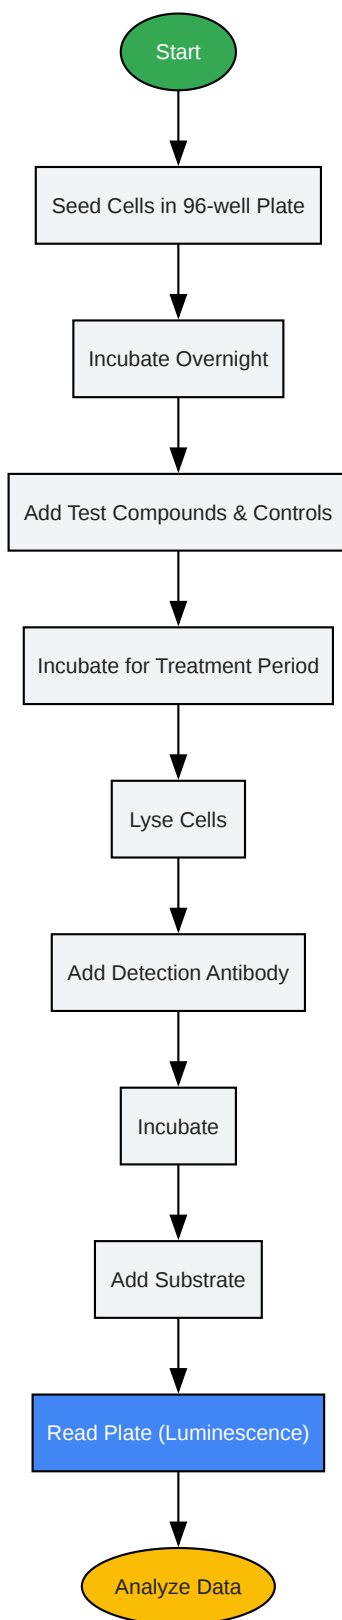 Start
Seed Cells in 96-well Plate
Incubate Overnight
Add Test Compounds & Controls
Incubate for Treatment Period
Lyse Cells
Add Detection Antibody
Incubate
Add Substrate
Read Plate (Luminescence)
Analyze Data